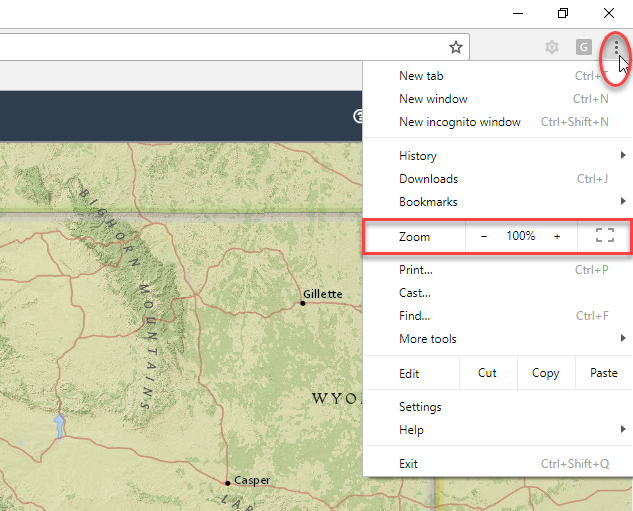 G
New tab Ctrl+T
New window Ctrl+N
New incognito window Ctrl+Shift+N
History
Downloads Ctrl+J
Bookmarks
Zoom − 100% +
Print... Ctrl+P
Cast...
Find... Ctrl+F
More tools
Edit Cut Copy Paste
Settings
Help
Exit Ctrl+Shift+Q
BIGHORN MOUNTAINS
Gillette
WYO
Casper
LAR